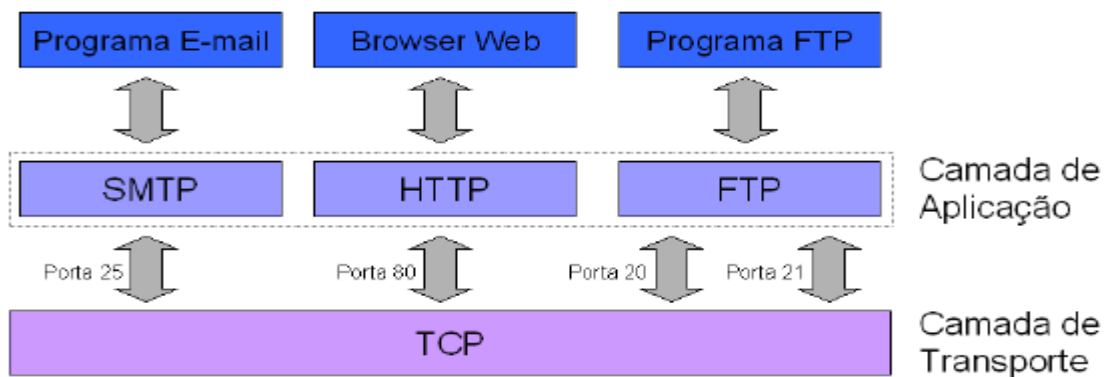 Programa E-mail
Browser Web
Programa FTP
SMTP
HTTP
FTP
Camada de
Aplicação
Porta 25
Porta 80
Porta 20
Porta 21
TCP
Camada de
Transporte